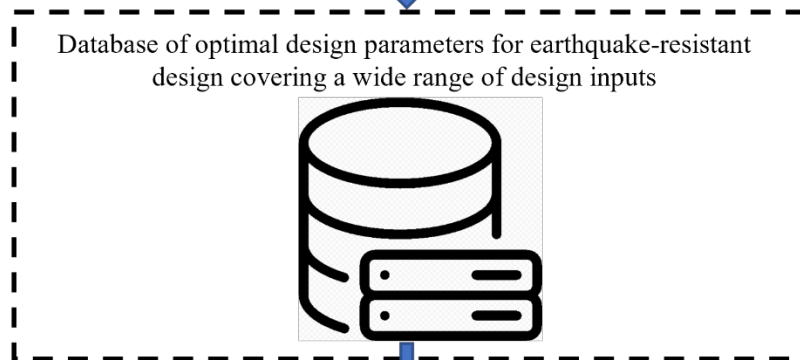 Database of optimal design parameters for earthquake-resistant
design covering a wide range of design inputs